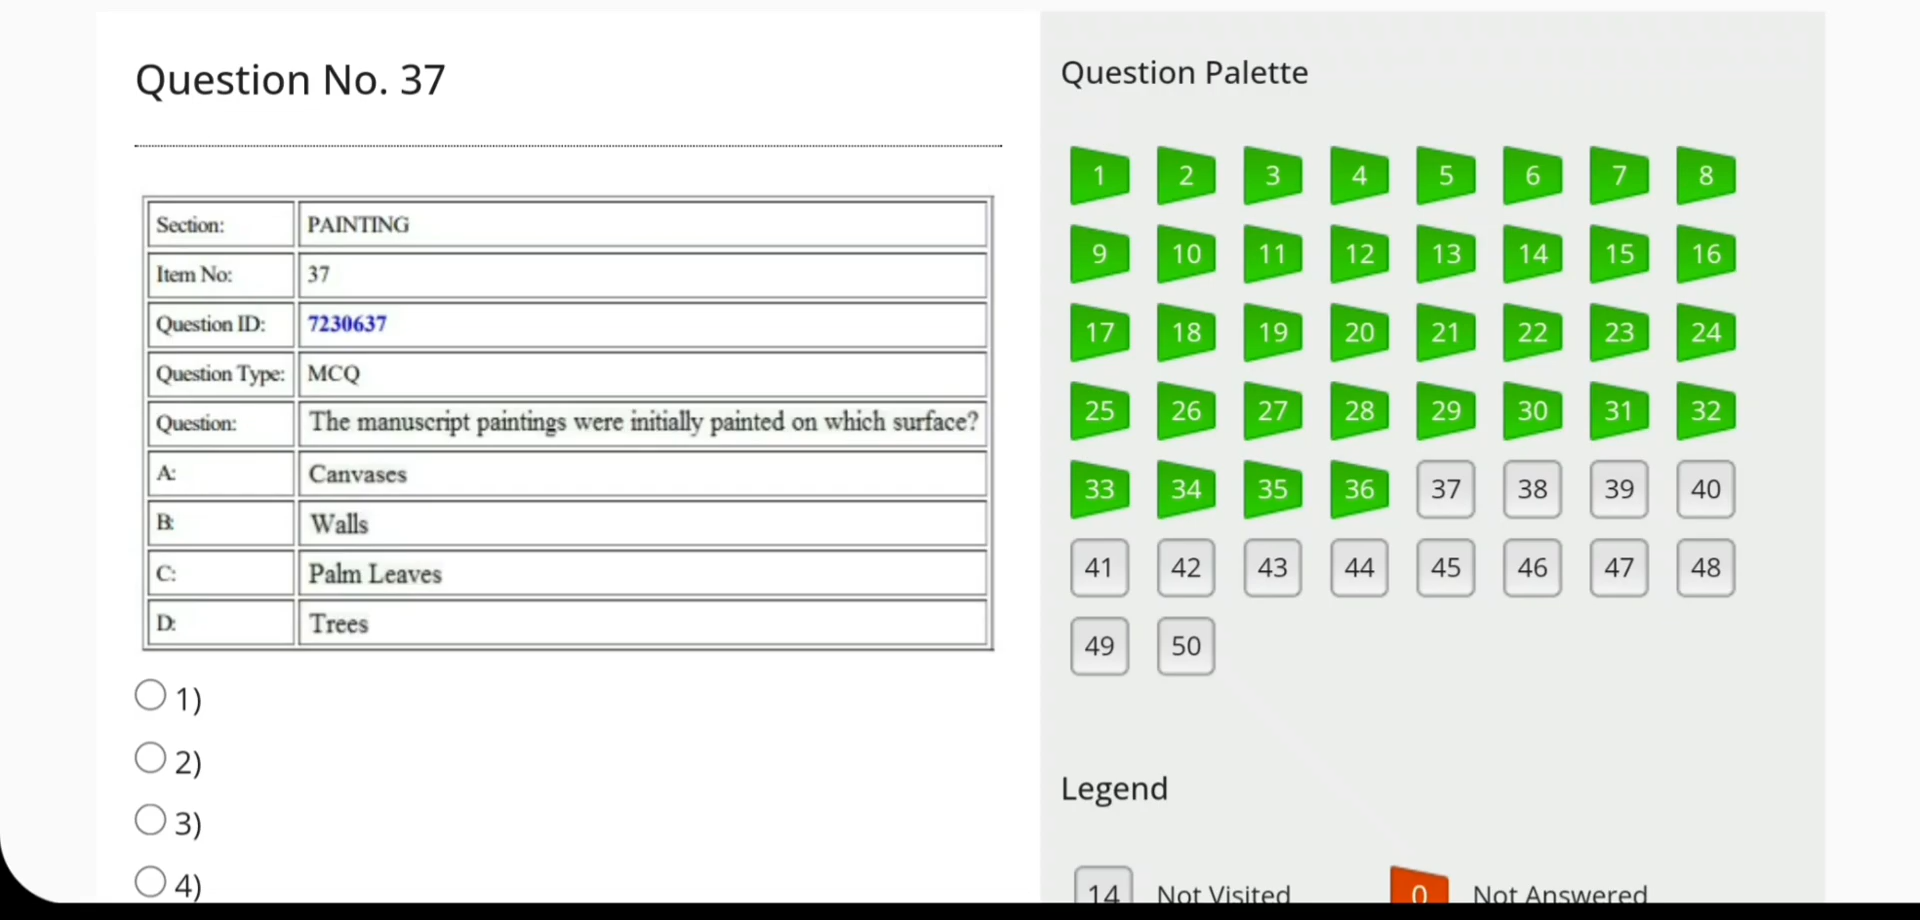 Question No. 37
Section: PAINTING
Item No: 37
Question ID: 7230637
Question Type: MCQ
Question: The manuscript paintings were initially painted on which surface?
A: Canvases
B: Walls
C: Palm Leaves
D: Trees
1)
2)
3)
4)
Question Palette
1 2 3 4 5 6 7 8
9 10 11 12 13 14 15 16
17 18 19 20 21 22 23 24
25 26 27 28 29 30 31 32
33 34 35 36 37 38 39 40
41 42 43 44 45 46 47 48
49 50
Legend
14 Not Visited 0 Not Answered